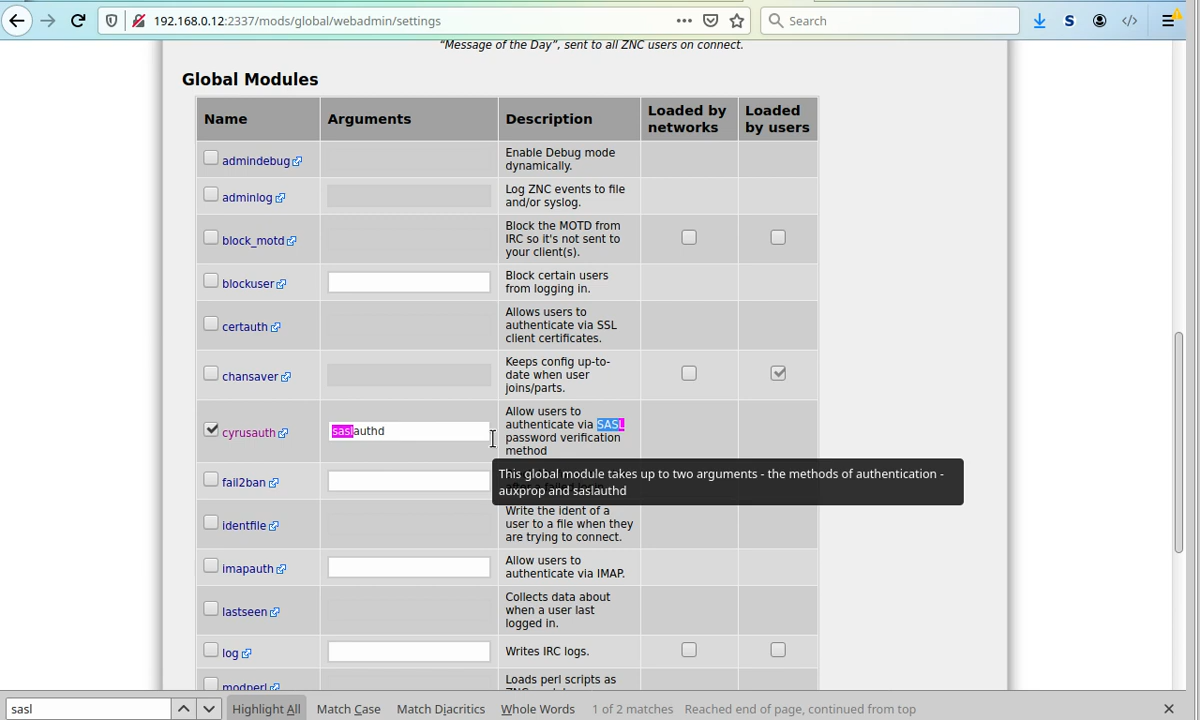 192.168.0.12:2337/mods/global/webadmin/settings
Search
S
“Message of the Day”, sent to all ZNC users on connect.
Global Modules
Name
Arguments
Description
Loaded by
networks
Loaded
by users
admindebug
Enable Debug mode
dynamically.
adminlog
Log ZNC events to file
and/or syslog.
block_motd
Block the MOTD from
IRC so it's not sent to
your client(s).
blockuser
Block certain users
from logging in.
certauth
Allows users to
authenticate via SSL
client certificates.
chansaver
Keeps config up-to-
date when user
joins/parts.
cyrusauth
saslauthd
Allow users to
authenticate via SASL
password verification
method
This global module takes up to two arguments - the methods of authentication -
auxprop and saslauthd
fail2ban
identfile
Write the ident of a
user to a file when they
are trying to connect.
imapauth
Allow users to
authenticate via IMAP.
lastseen
Collects data about
when a user last
logged in.
log
Writes IRC logs.
modperl
Loads perl scripts as
sasl
Highlight All
Match Case
Match Diacritics
Whole Words
1 of 2 matches
Reached end of page, continued from top